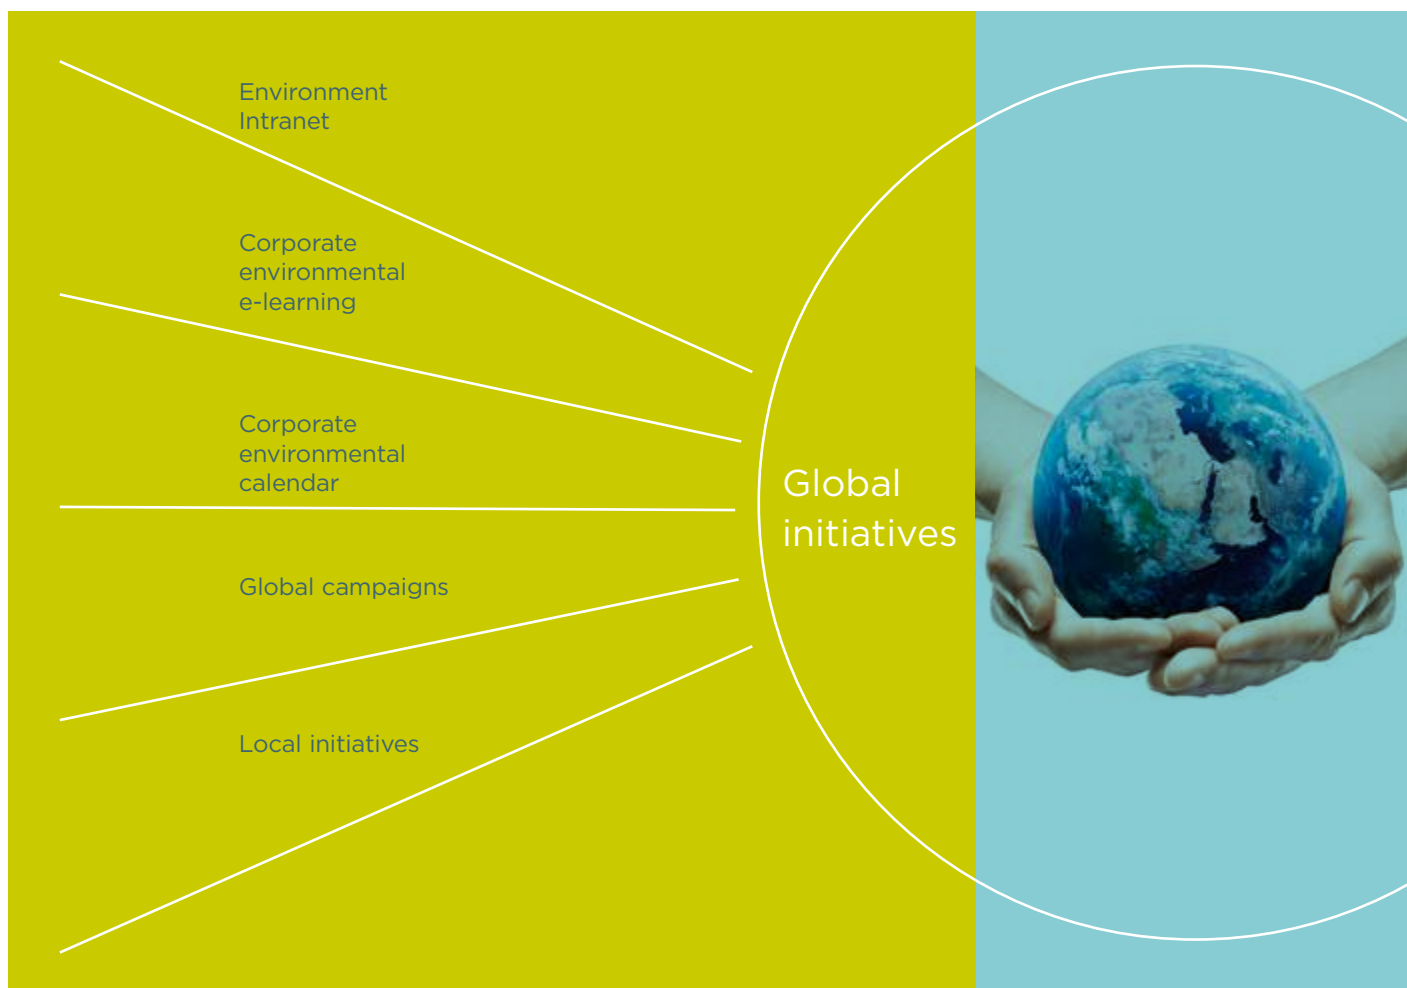 Environment
Intranet
Corporate
environmental
e-learning
Corporate
environmental
calendar
Global
initiatives
Global campaigns
Local initiatives